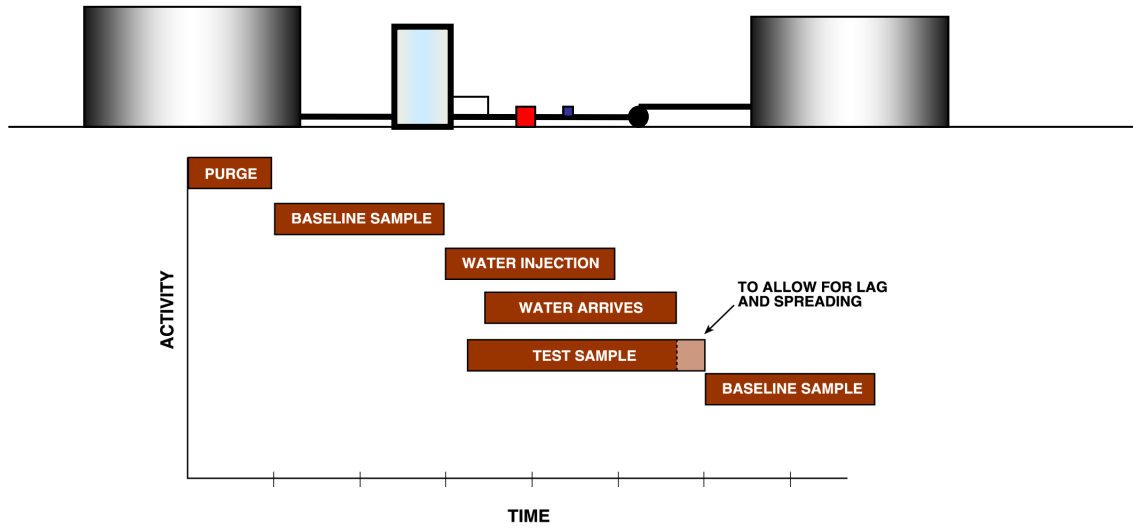 PURGE
BASELINE SAMPLE
WATER INJECTION
TO ALLOW FOR LAG
AND SPREADING
WATER ARRIVES
TEST SAMPLE
BASELINE SAMPLE
ACTIVITY
TIME